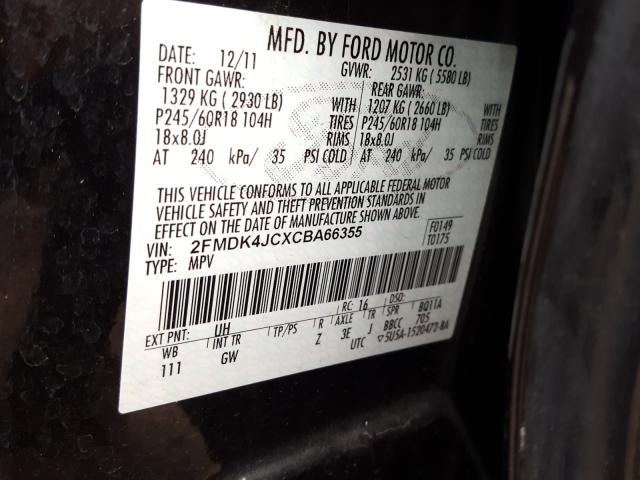 MFD. BY FORD MOTOR CO.
DATE: 12/11 GVWR: 2531 KG ( 5580 LB)
FRONT GAWR: REAR GAWR:
1329 KG ( 2930 LB) WITH 1207 KG ( 2660 LB) WITH
P245/60R18 104H TIRES P245/60R18 104H TIRES
18x8.0J RIMS 18x8.0J RIMS
AT 240 kPa/ 35 PSI COLD AT 240 kPa/ 35 PSI COLD
THIS VEHICLE CONFORMS TO ALL APPLICABLE FEDERAL MOTOR
VEHICLE SAFETY AND THEFT PREVENTION STANDARDS IN
EFFECT ON THE DATE OF MANUFACTURE SHOWN ABOVE.
VIN: 2FMDK4JCXCBA66355 F0149
TYPE: MPV T0175
EXT PNT: UH RC: 16 DSO:
WB INT TR TP/PS R AXLE TR SPR BQ11A
111 GW Z 3E J BBCC 705
UTC ▽5U5A-1520472-BA